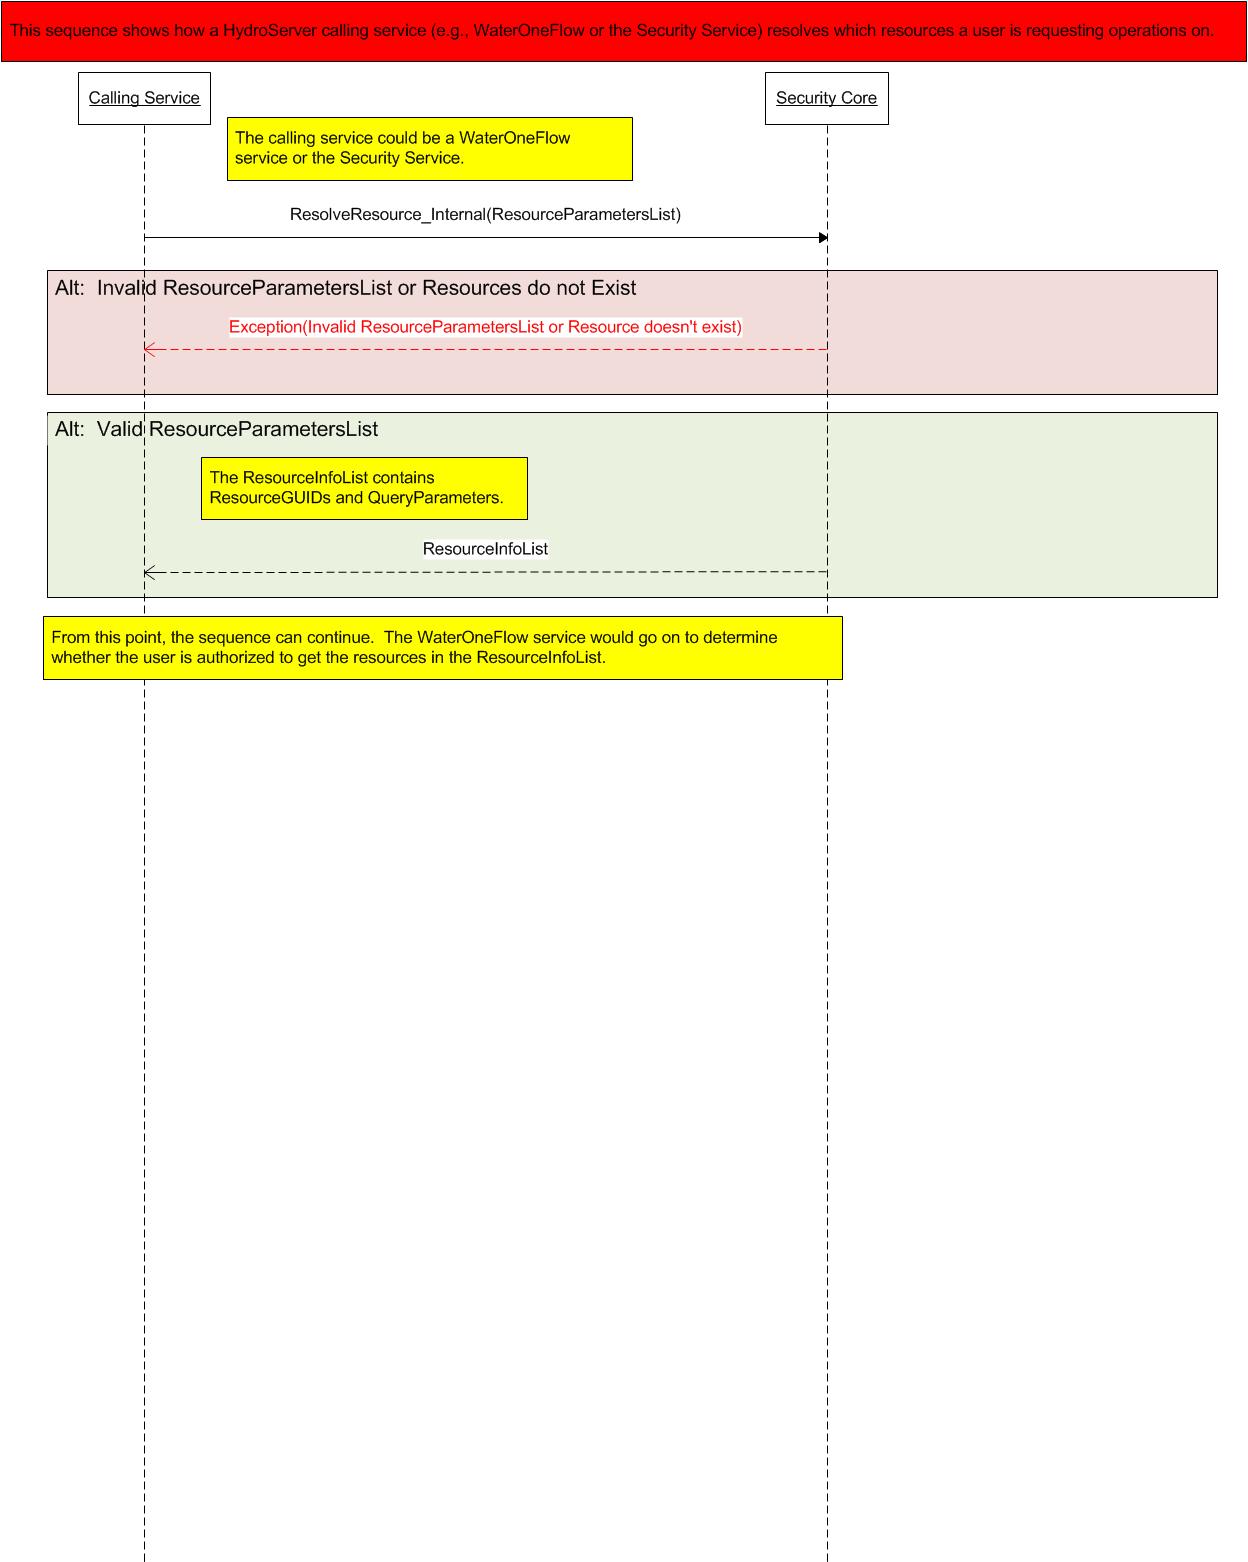 This sequence shows how a HydroServer calling service (e.g., WaterOneFlow or the Security Service) resolves which resources a user is requesting operations on.
Calling Service
Security Core
The calling service could be a WaterOneFlow
service or the Security Service.
ResolveResource_Internal(ResourceParametersList)
Alt:  Invalid ResourceParametersList or Resources do not Exist
Exception(Invalid ResourceParametersList or Resource doesn't exist)
Alt:  Valid ResourceParametersList
The ResourceInfoList contains
ResourceGUIDs and QueryParameters.
ResourceInfoList
From this point, the sequence can continue.  The WaterOneFlow service would go on to determine
whether the user is authorized to get the resources in the ResourceInfoList.